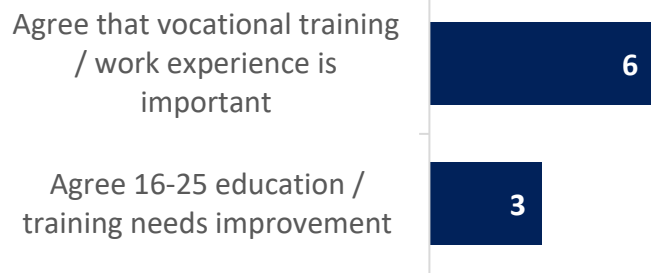 Agree that vocational training
/ work experience is
important
6
Agree 16-25 education /
training needs improvement
3